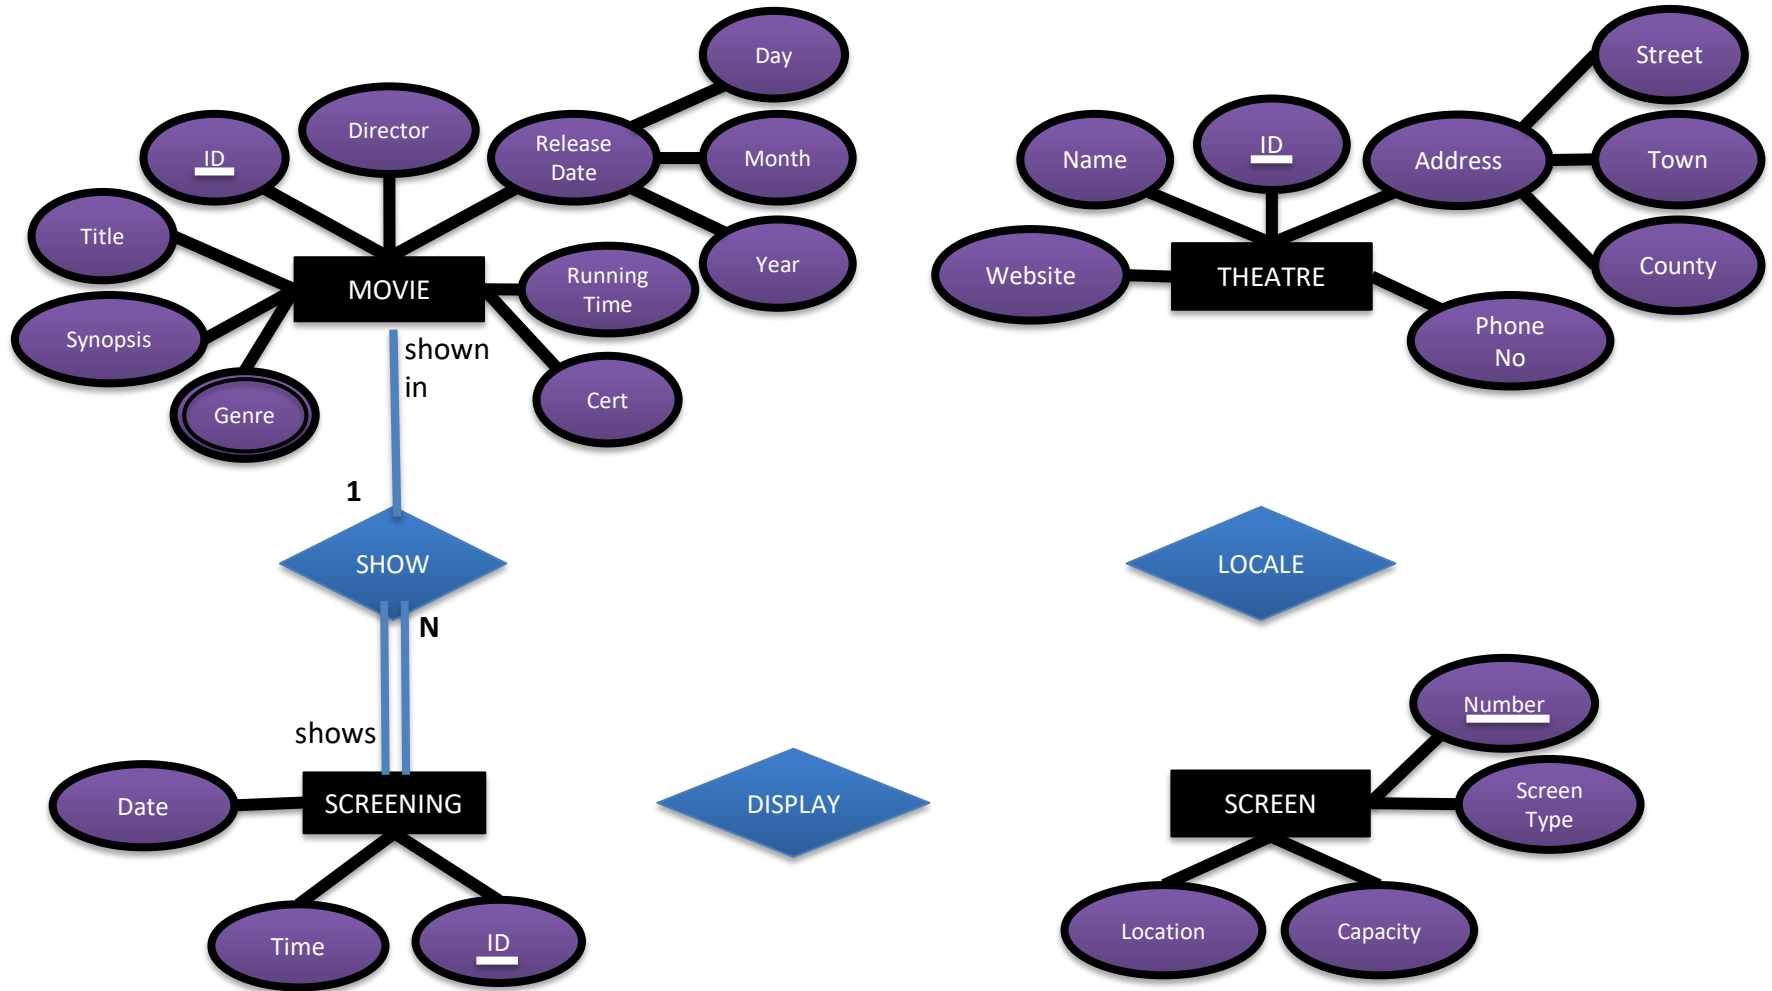 Day
Street
Director
Release
Date
ID
Month
Name
ID
Address
Town
Title
Year
Website
THEATRE
County
MOVIE
Running
Time
Synopsis
shown
in
Phone
No
Genre
Cert
1
SHOW
LOCALE
N
Number
shows
Date
SCREENING
DISPLAY
SCREEN
Screen
Type
Time
ID
Location
Capacity